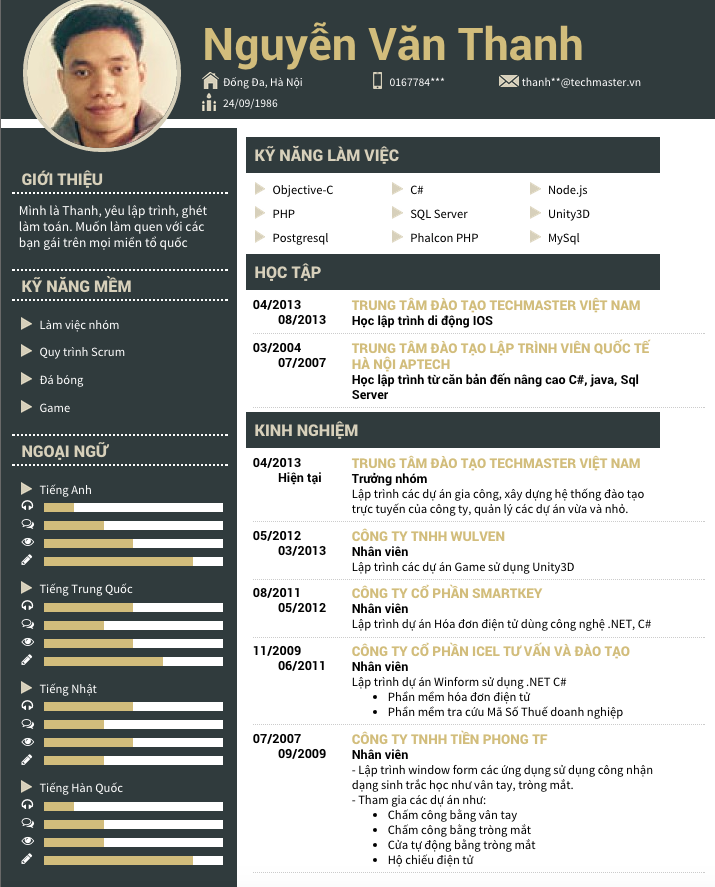 Nguyễn Văn Thanh
Đống Đa, Hà Nội
0167784***
thanh**@techmaster.vn
24/09/1986
GIỚI THIỆU
Mình là Thanh, yêu lập trình, ghét
làm toán. Muốn làm quen với các
bạn gái trên mọi miền tổ quốc
KỸ NĂNG MỀM
Làm việc nhóm
Quy trình Scrum
Đá bóng
Game
NGOẠI NGỮ
Tiếng Anh
Tiếng Trung Quốc
Tiếng Nhật
Tiếng Hàn Quốc
KỸ NĂNG LÀM VIỆC
Objective-C
C#
Node.js
PHP
SQL Server
Unity3D
Postgresql
Phalcon PHP
MySql
HỌC TẬP
04/2013
08/2013
TRUNG TÂM ĐÀO TẠO TECHMASTER VIỆT NAM
Học lập trình di động IOS
03/2004
07/2007
TRUNG TÂM ĐÀO TẠO LẬP TRÌNH VIÊN QUỐC TẾ
HÀ NỘI APTECH
Học lập trình từ căn bản đến nâng cao C#, java, Sql
Server
KINH NGHIỆM
04/2013
Hiện tại
TRUNG TÂM ĐÀO TẠO TECHMASTER VIỆT NAM
Trưởng nhóm
Lập trình các dự án gia công, xây dựng hệ thống đào tạo
trực tuyến của công ty, quản lý các dự án vừa và nhỏ.
05/2012
03/2013
CÔNG TY TNHH WULVEN
Nhân viên
Lập trình các dự án Game sử dụng Unity3D
08/2011
05/2012
CÔNG TY CỔ PHẦN SMARTKEY
Nhân viên
Lập trình dự án Hóa đơn điện tử dùng công nghệ .NET, C#
11/2009
06/2011
CÔNG TY CỔ PHẦN ICEL TƯ VẤN VÀ ĐÀO TẠO
Nhân viên
Lập trình dự án Winform sử dụng .NET C#
• Phần mềm hóa đơn điện tử
• Phần mềm tra cứu Mã Số Thuế doanh nghiệp
07/2007
09/2009
CÔNG TY TNHH TIỀN PHONG TF
Nhân viên
- Lập trình window form các ứng dụng sử dụng công nhận
dạng sinh trắc học như vân tay, tròng mắt.
- Tham gia các dự án như:
• Chấm công bằng vân tay
• Chấm công bằng tròng mắt
• Cửa tự động bằng tròng mắt
• Hộ chiếu điện tử